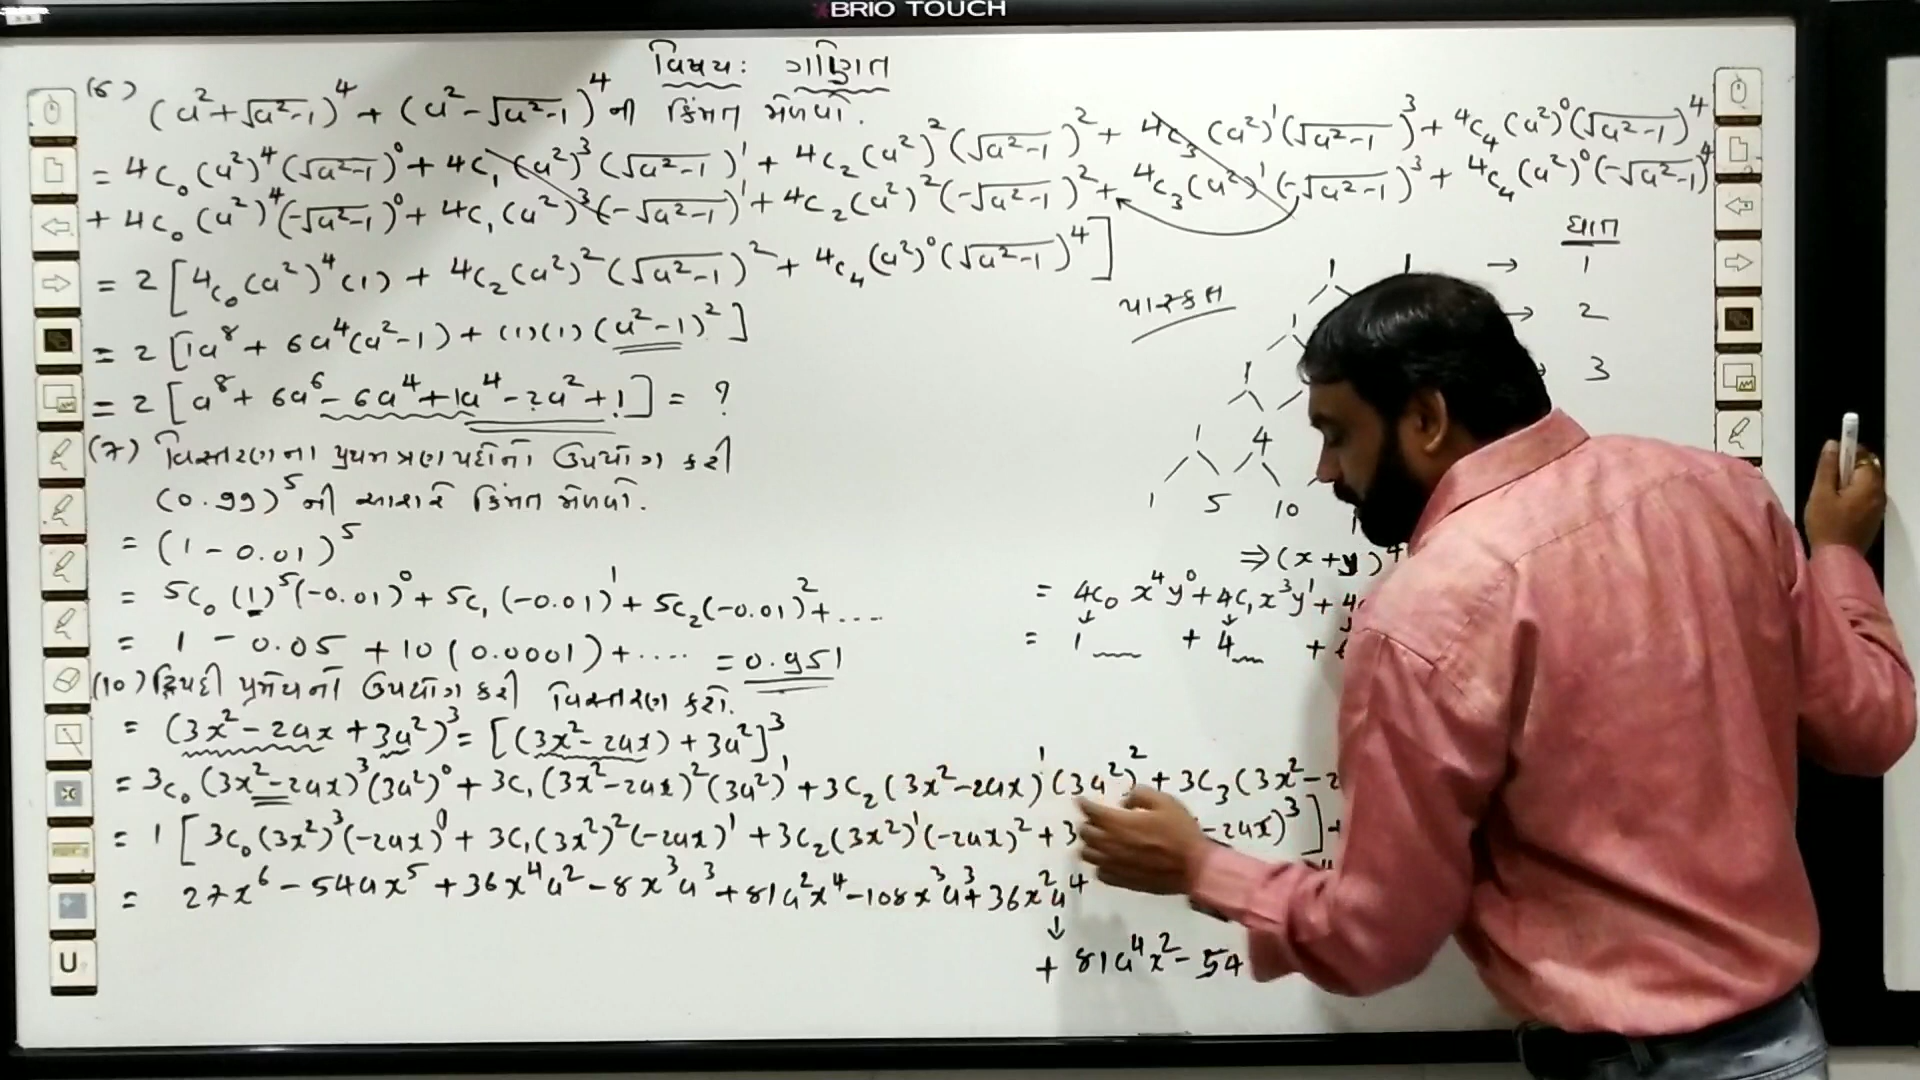 BRIO TOUCH
વિષય: ગણિત
(6) (a²+√a²-1)⁴ + (a²-√a²-1)⁴ ની કિંમત મેળવો.
= 4c₀(a²)⁴(√a²-1)⁰ + 4c₁(a²)³(√a²-1)¹ + 4c₂(a²)²(√a²-1)² + 4c₃(a²)¹(√a²-1)³ + ⁴c₄(a²)⁰(√a²-1)⁴
+ 4c₀(a²)⁴(-√a²-1)⁰ + 4c₁(a²)³(-√a²-1)¹ + 4c₂(a²)²(-√a²-1)² + ⁴c₃(a²)¹(-√a²-1)³ + ⁴c₄(a²)⁰(-√a²-1)⁴
= 2[4c₀(a²)⁴(1) + 4c₂(a²)²(√a²-1)² + ⁴c₄(a²)⁰(√a²-1)⁴]
= 2[1a⁸ + 6a⁴(a²-1) + (1)(1)(a²-1)²]
= 2[a⁸ + 6a⁶ - 6a⁴ + 1a⁴ - 2a² + 1] = ?
(7) વિસ્તરણના પ્રથમ ત્રણ પદોનો ઉપયોગ કરી
(0.99)⁵ ની આશરે કિંમત મેળવો.
= (1 - 0.01)⁵
= 5c₀(1)⁵(-0.01)⁰ + 5c₁(-0.01)¹ + 5c₂(-0.01)² + ....
= 1 - 0.05 + 10(0.0001) + .... = 0.951
(10) દ્વિપદી પ્રમેયનો ઉપયોગ કરી વિસ્તરણ કરો.
= (3x² - 2ax + 3a²)³ = [(3x² - 2ax) + 3a²]³
= 3c₀(3x²-2ax)³(3a²)⁰ + 3c₁(3x²-2ax)²(3a²)¹ + 3c₂(3x²-2ax)¹(3a²)² + 3c₃(3x²-2
= 1[3c₀(3x²)³(-2ax)⁰ + 3c₁(3x²)²(-2ax)¹ + 3c₂(3x²)¹(-2ax)² + 3 -2ax)³] +
= 27x⁶ - 54ax⁵ + 36x⁴a² - 8x³a³ + 81a²x⁴ - 108x³a³ + 36x²a⁴
↓
+ 81a⁴x² - 54
પાસ્કલ
ઘાત
1 1 → 1
1 → 2
1 → 3
1 4
1 5 10 1
⇒ (x+y)⁴
= 4c₀ x⁴y⁰ + 4c₁x³y¹ + 4
↓ ↓
= 1 + 4 +
U